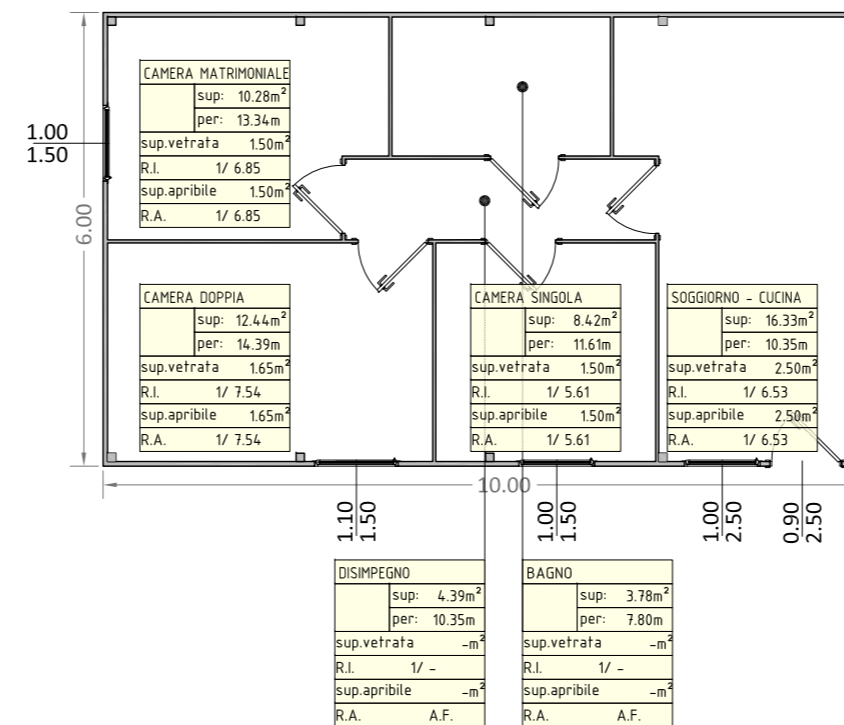 CAMERA MATRIMONIALE
sup: 10.28m²
per: 13.34m
sup.vetrata 1.50m²
R.I. 1/ 6.85
sup.apribile 1.50m²
R.A. 1/ 6.85
1.00
1.50
6.00
CAMERA DOPPIA
sup: 12.44m²
per: 14.39m
sup.vetrata 1.65m²
R.I. 1/ 7.54
sup.apribile 1.65m²
R.A. 1/ 7.54
CAMERA SINGOLA
sup: 8.42m²
per: 11.61m
sup.vetrata 1.50m²
R.I. 1/ 5.61
sup.apribile 1.50m²
R.A. 1/ 5.61
SOGGIORNO - CUCINA
sup: 16.33m²
per: 10.35m
sup.vetrata 2.50m²
R.I. 1/ 6.53
sup.apribile 2.50m²
R.A. 1/ 6.53
10.00
1.10
1.50
1.00
1.50
1.00
2.50
0.90
2.50
DISIMPEGNO
sup: 4.39m²
per: 10.35m
sup.vetrata -m²
R.I. 1/ -
sup.apribile -m²
R.A. A.F.
BAGNO
sup: 3.78m²
per: 7.80m
sup.vetrata -m²
R.I. 1/ -
sup.apribile -m²
R.A. A.F.